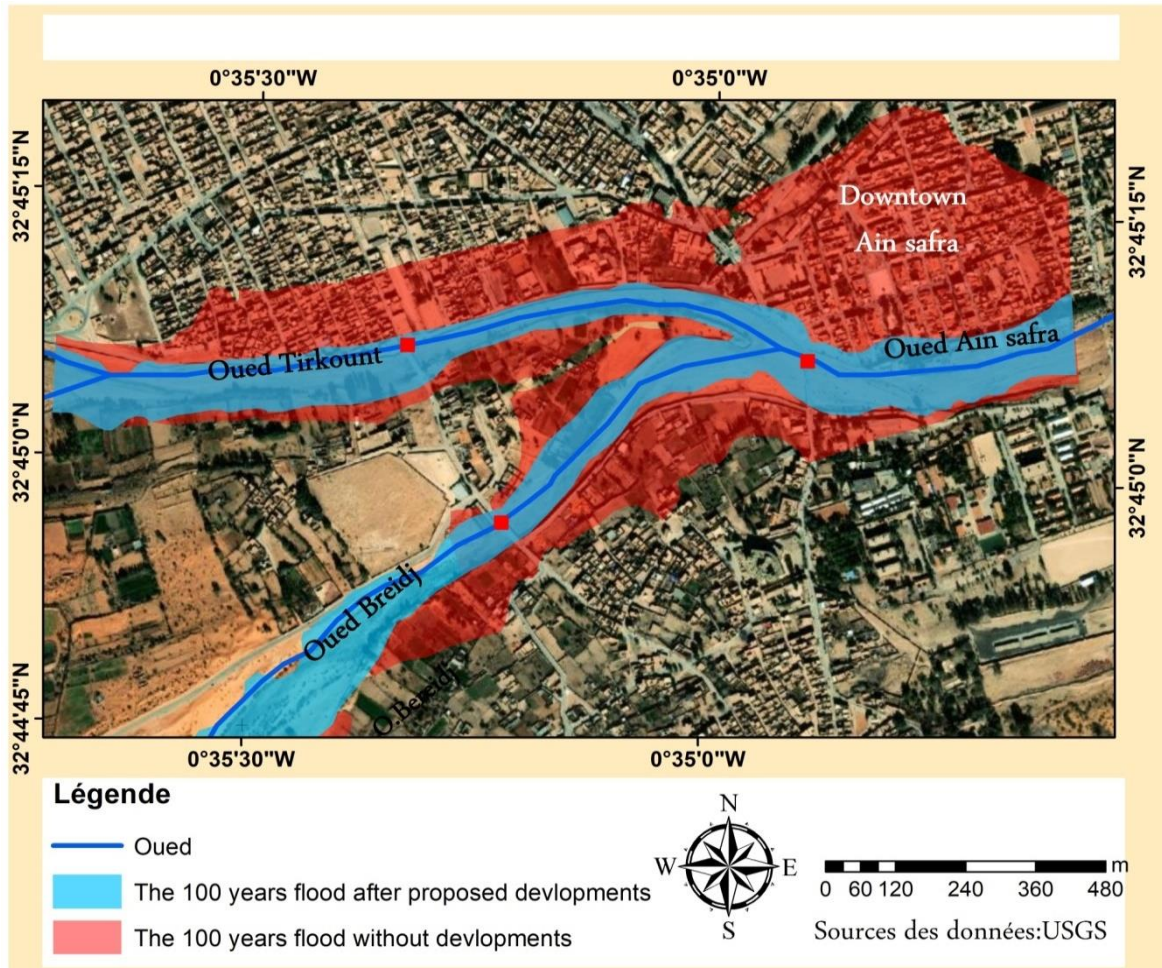 0°35'30"W 0°35'0"W
32°45'15"N
32°45'15"N
Downtown
Ain safra
Oued Tirkount
Oued Ain safra
32°45'0"N
32°45'0"N
Oued Breidj
32°44'45"N
0°35'30"W 0°35'0"W
Légende
Oued
The 100 years flood after proposed devlopments
The 100 years flood without devlopments
N
W E
S
m
0 60 120 240 360 480
Sources des données:USGS